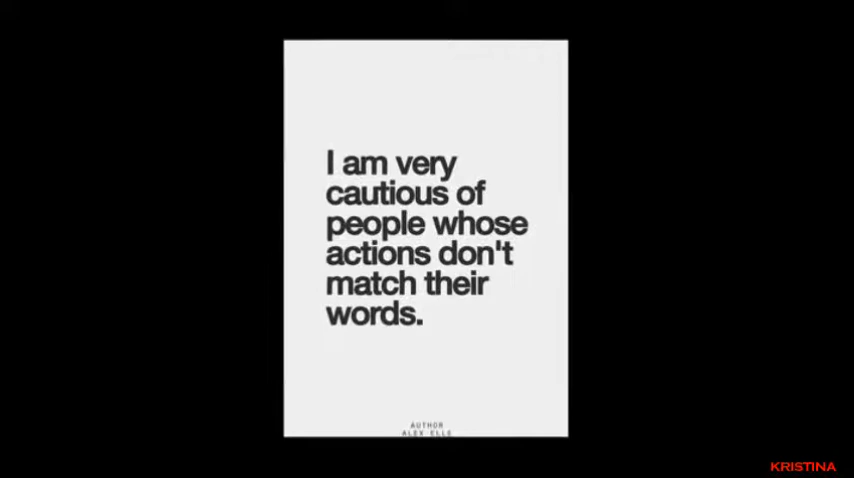 I am very
cautious of
people whose
actions don't
match their
words.
AUTHOR
ALEX ELLE
KRISTINA